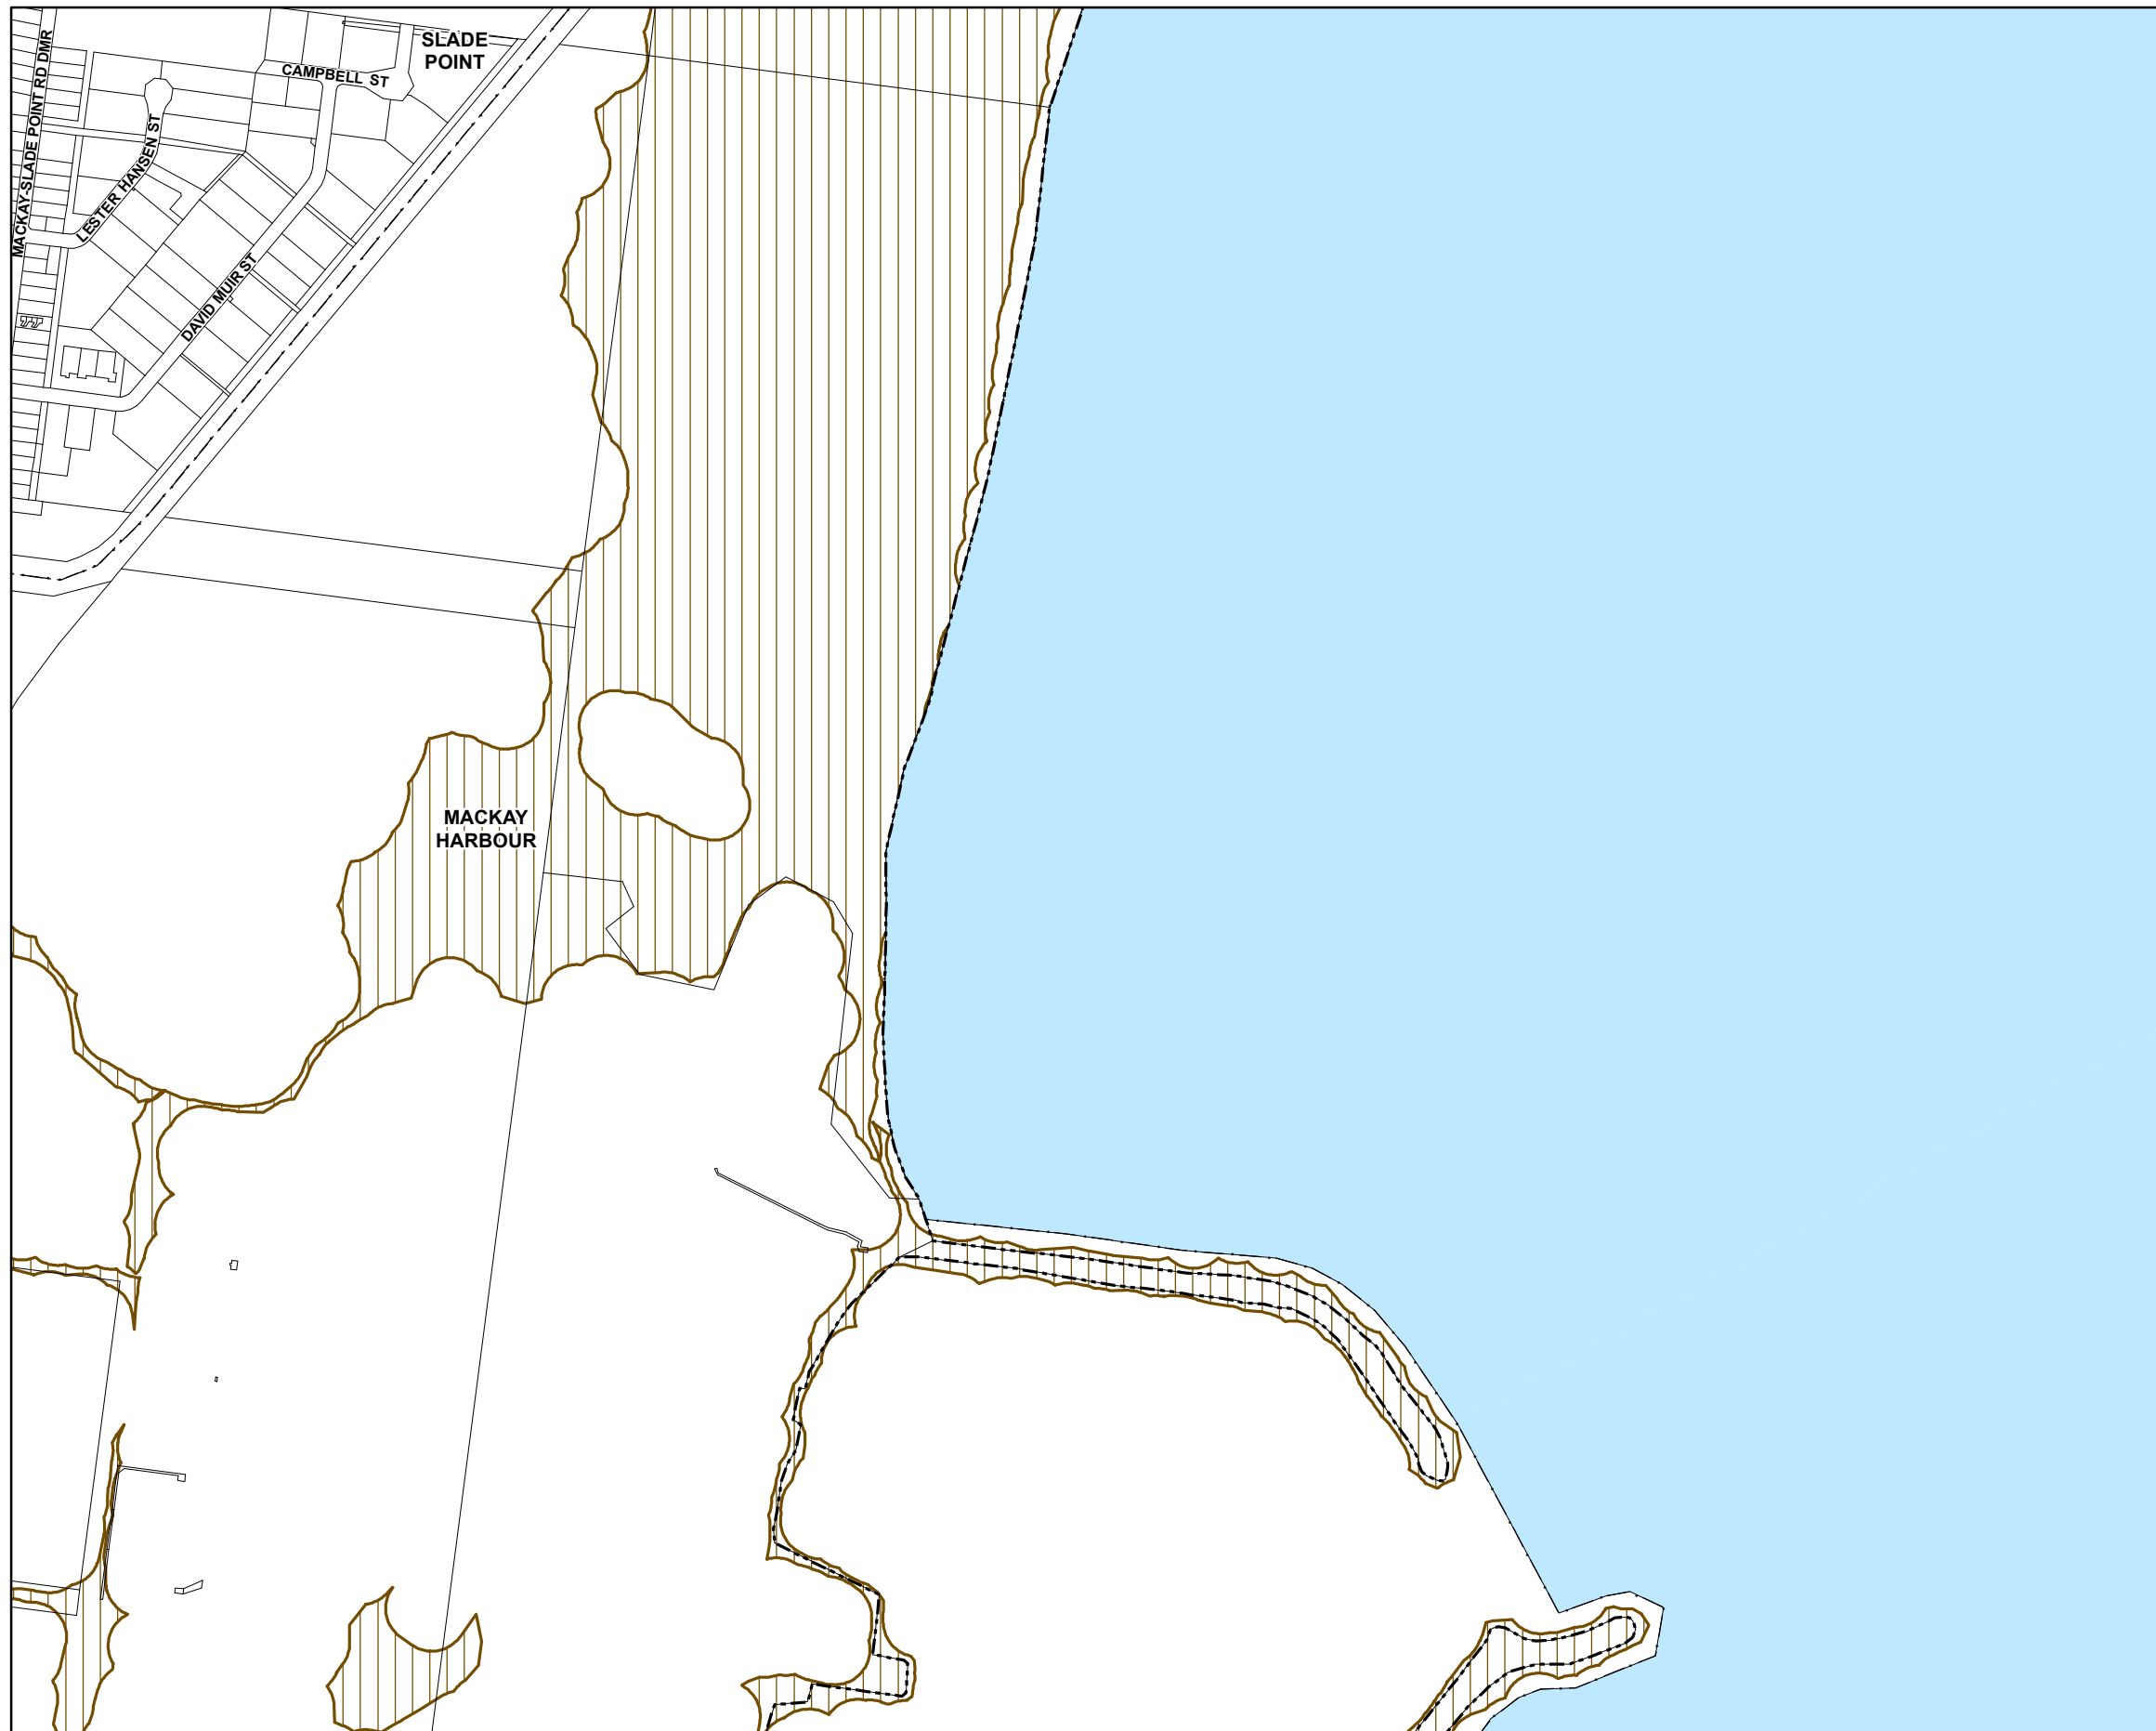 SLADE
POINT
CAMPBELL ST
MACKAY-SLADE POINT RD DMR
LESTER HANSEN ST
DAVID MUIR ST
MACKAY
HARBOUR